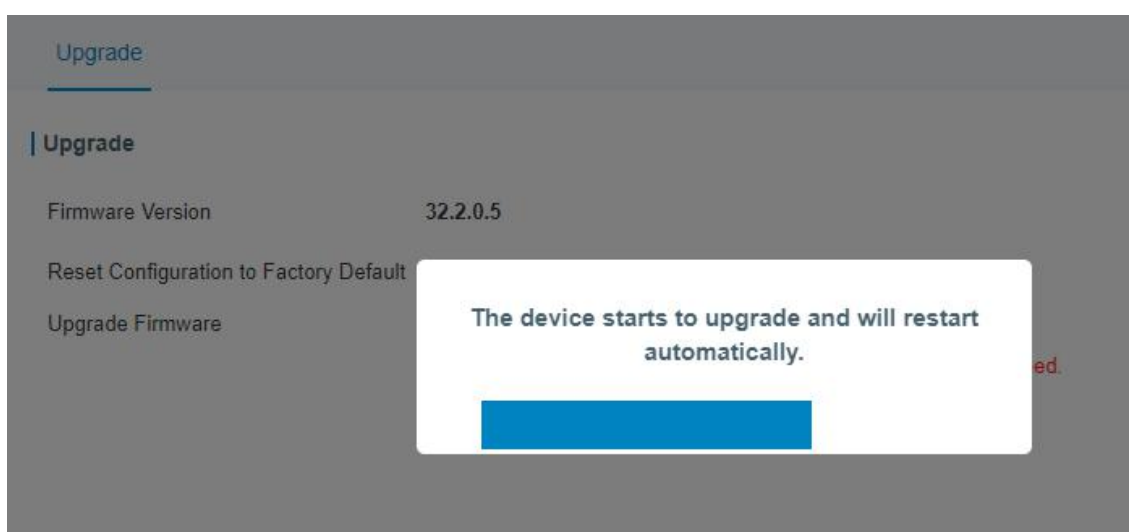 Upgrade
Upgrade
Firmware Version 32.2.0.5
Reset Configuration to Factory Default
Upgrade Firmware
The device starts to upgrade and will restart
automatically.
ed.